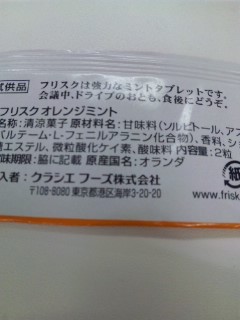 試供品
フリスクは強力なミントタブレットです。
会議中、ドライブのおとも、食後にどうぞ。
フリスク オレンジミント
名称:清涼菓子 原材料名:甘味料(ソルビトール、アス
パルテーム・L-フェニルアラニン化合物)、香料、ショ
糖エステル、微粒酸化ケイ素、酸味料 内容量:2粒
味期限:脇に記載 原産国名:オランダ
入者:クラシエ フーズ株式会社
〒108-8080 東京都港区海岸3-20-20
www.frisk
紙